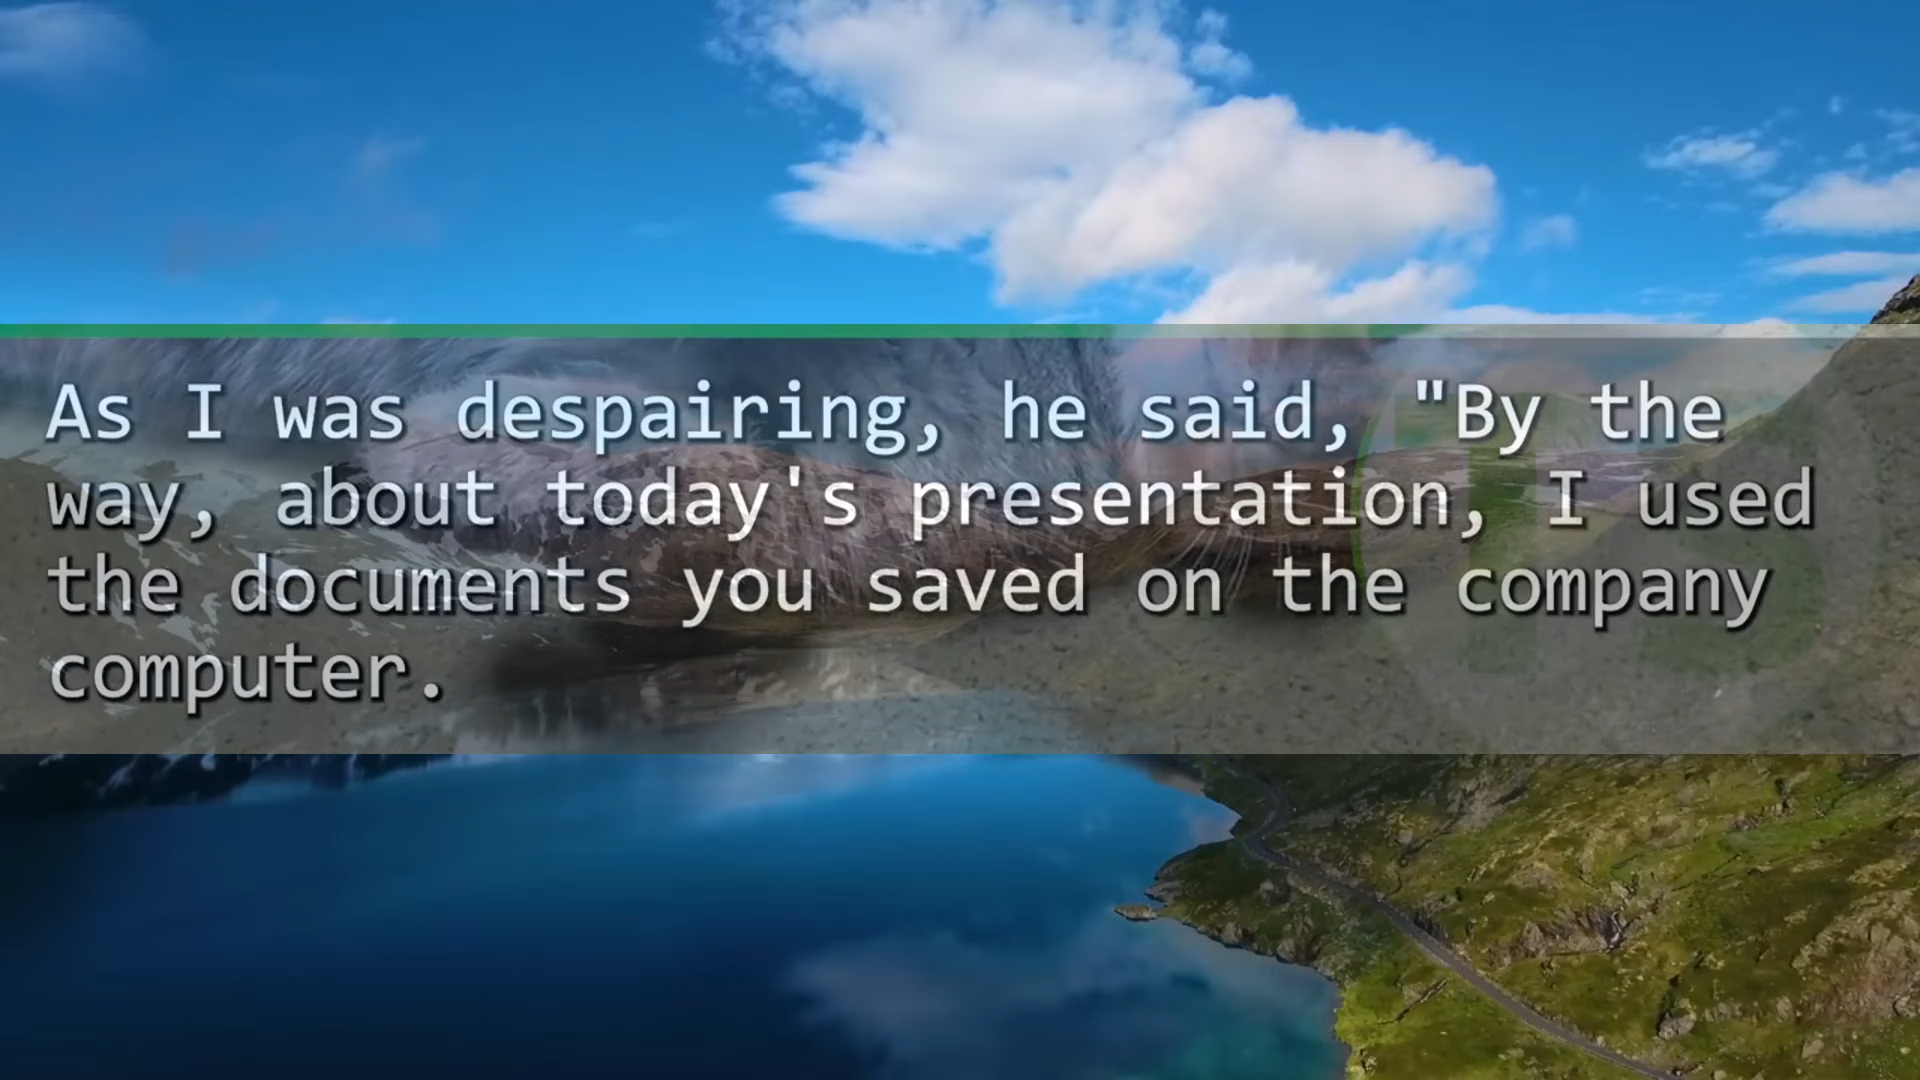 As I was despairing, he said, "By the
way, about today's presentation, I used
the documents you saved on the company
computer.